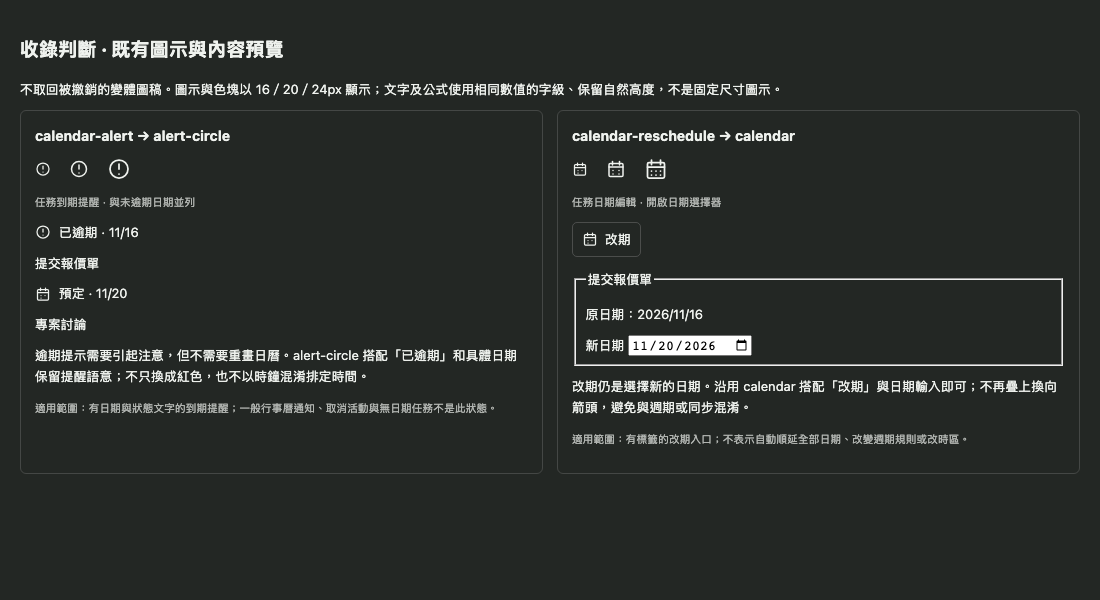 收錄判斷 · 既有圖示與內容預覽
不取回被撤銷的變體圖稿。圖示與色塊以 16 / 20 / 24px 顯示；文字及公式使用相同數值的字級、保留自然高度，不是固定尺寸圖示。
calendar-alert → alert-circle
任務到期提醒 · 與未逾期日期並列
已逾期 · 11/16
提交報價單
預定 · 11/20
專案討論
逾期提示需要引起注意，但不需要重畫日曆。alert-circle 搭配「已逾期」和具體日期
保留提醒語意；不只換成紅色，也不以時鐘混淆排定時間。
適用範圍：有日期與狀態文字的到期提醒；一般行事曆通知、取消活動與無日期任務不是此狀態。
calendar-reschedule → calendar
任務日期編輯 · 開啟日期選擇器
改期
提交報價單
原日期：2026/11/16
新日期 11/20/2026
改期仍是選擇新的日期。沿用 calendar 搭配「改期」與日期輸入即可；不再疊上換向
箭頭，避免與週期或同步混淆。
適用範圍：有標籤的改期入口；不表示自動順延全部日期、改變週期規則或改時區。